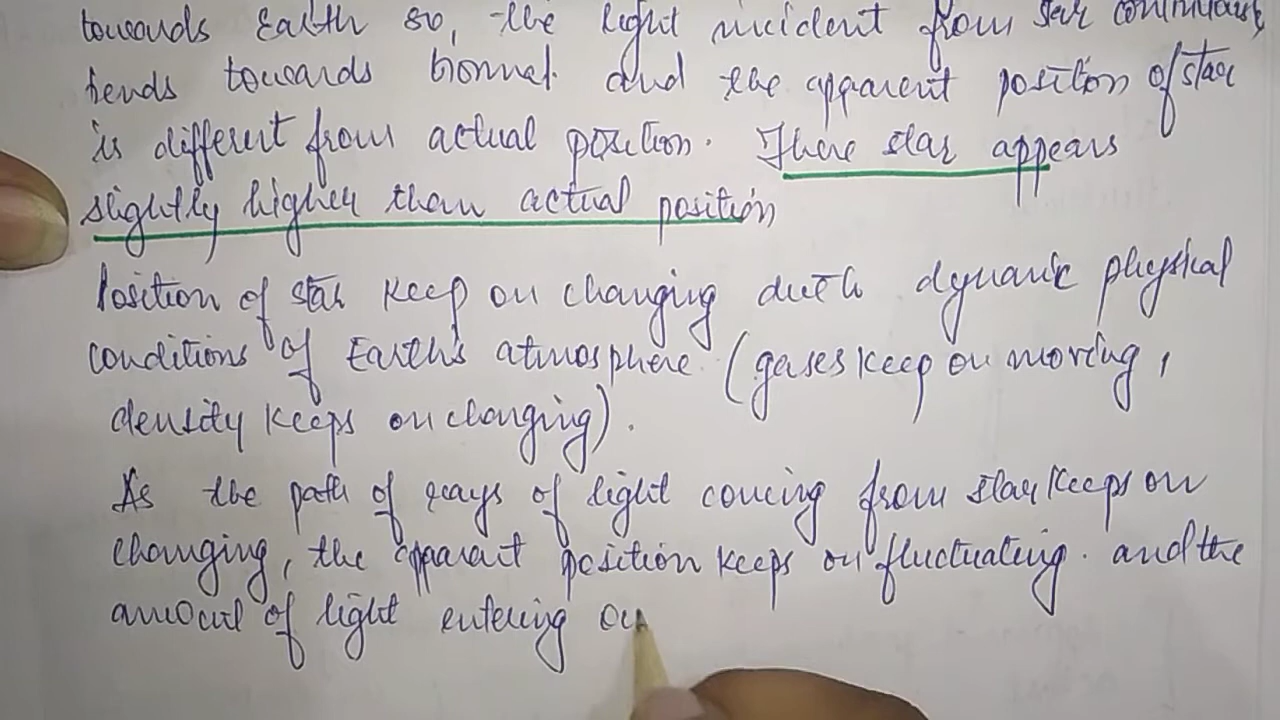 towards Earth so, the light incident from star continuously
bends towards normal. and the apparent position of star
is different from actual position. There star appears
slightly higher than actual position
Position of star keep on changing due to dynamic physical
conditions of Earth's atmosphere. (gases keep on moving,
density keeps on changing).
As the path of rays of light coming from star keeps on
changing, the apparent position keeps on fluctuating. and the
amount of light entering ou